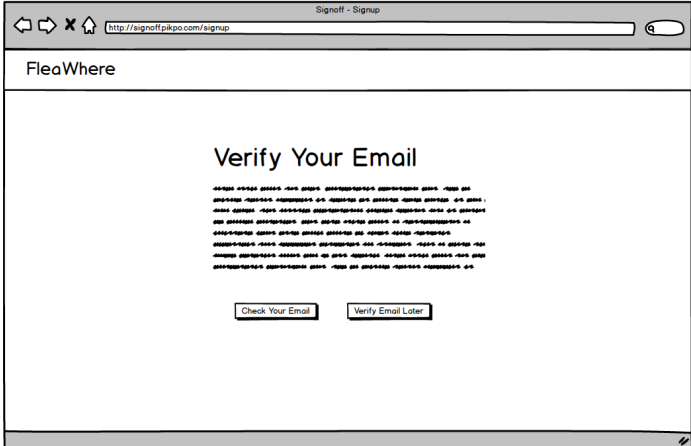 Signoff - Signup
http://signoff.pikpo.com/signup
FleaWhere
Verify Your Email
Check Your Email
Verify Email Later